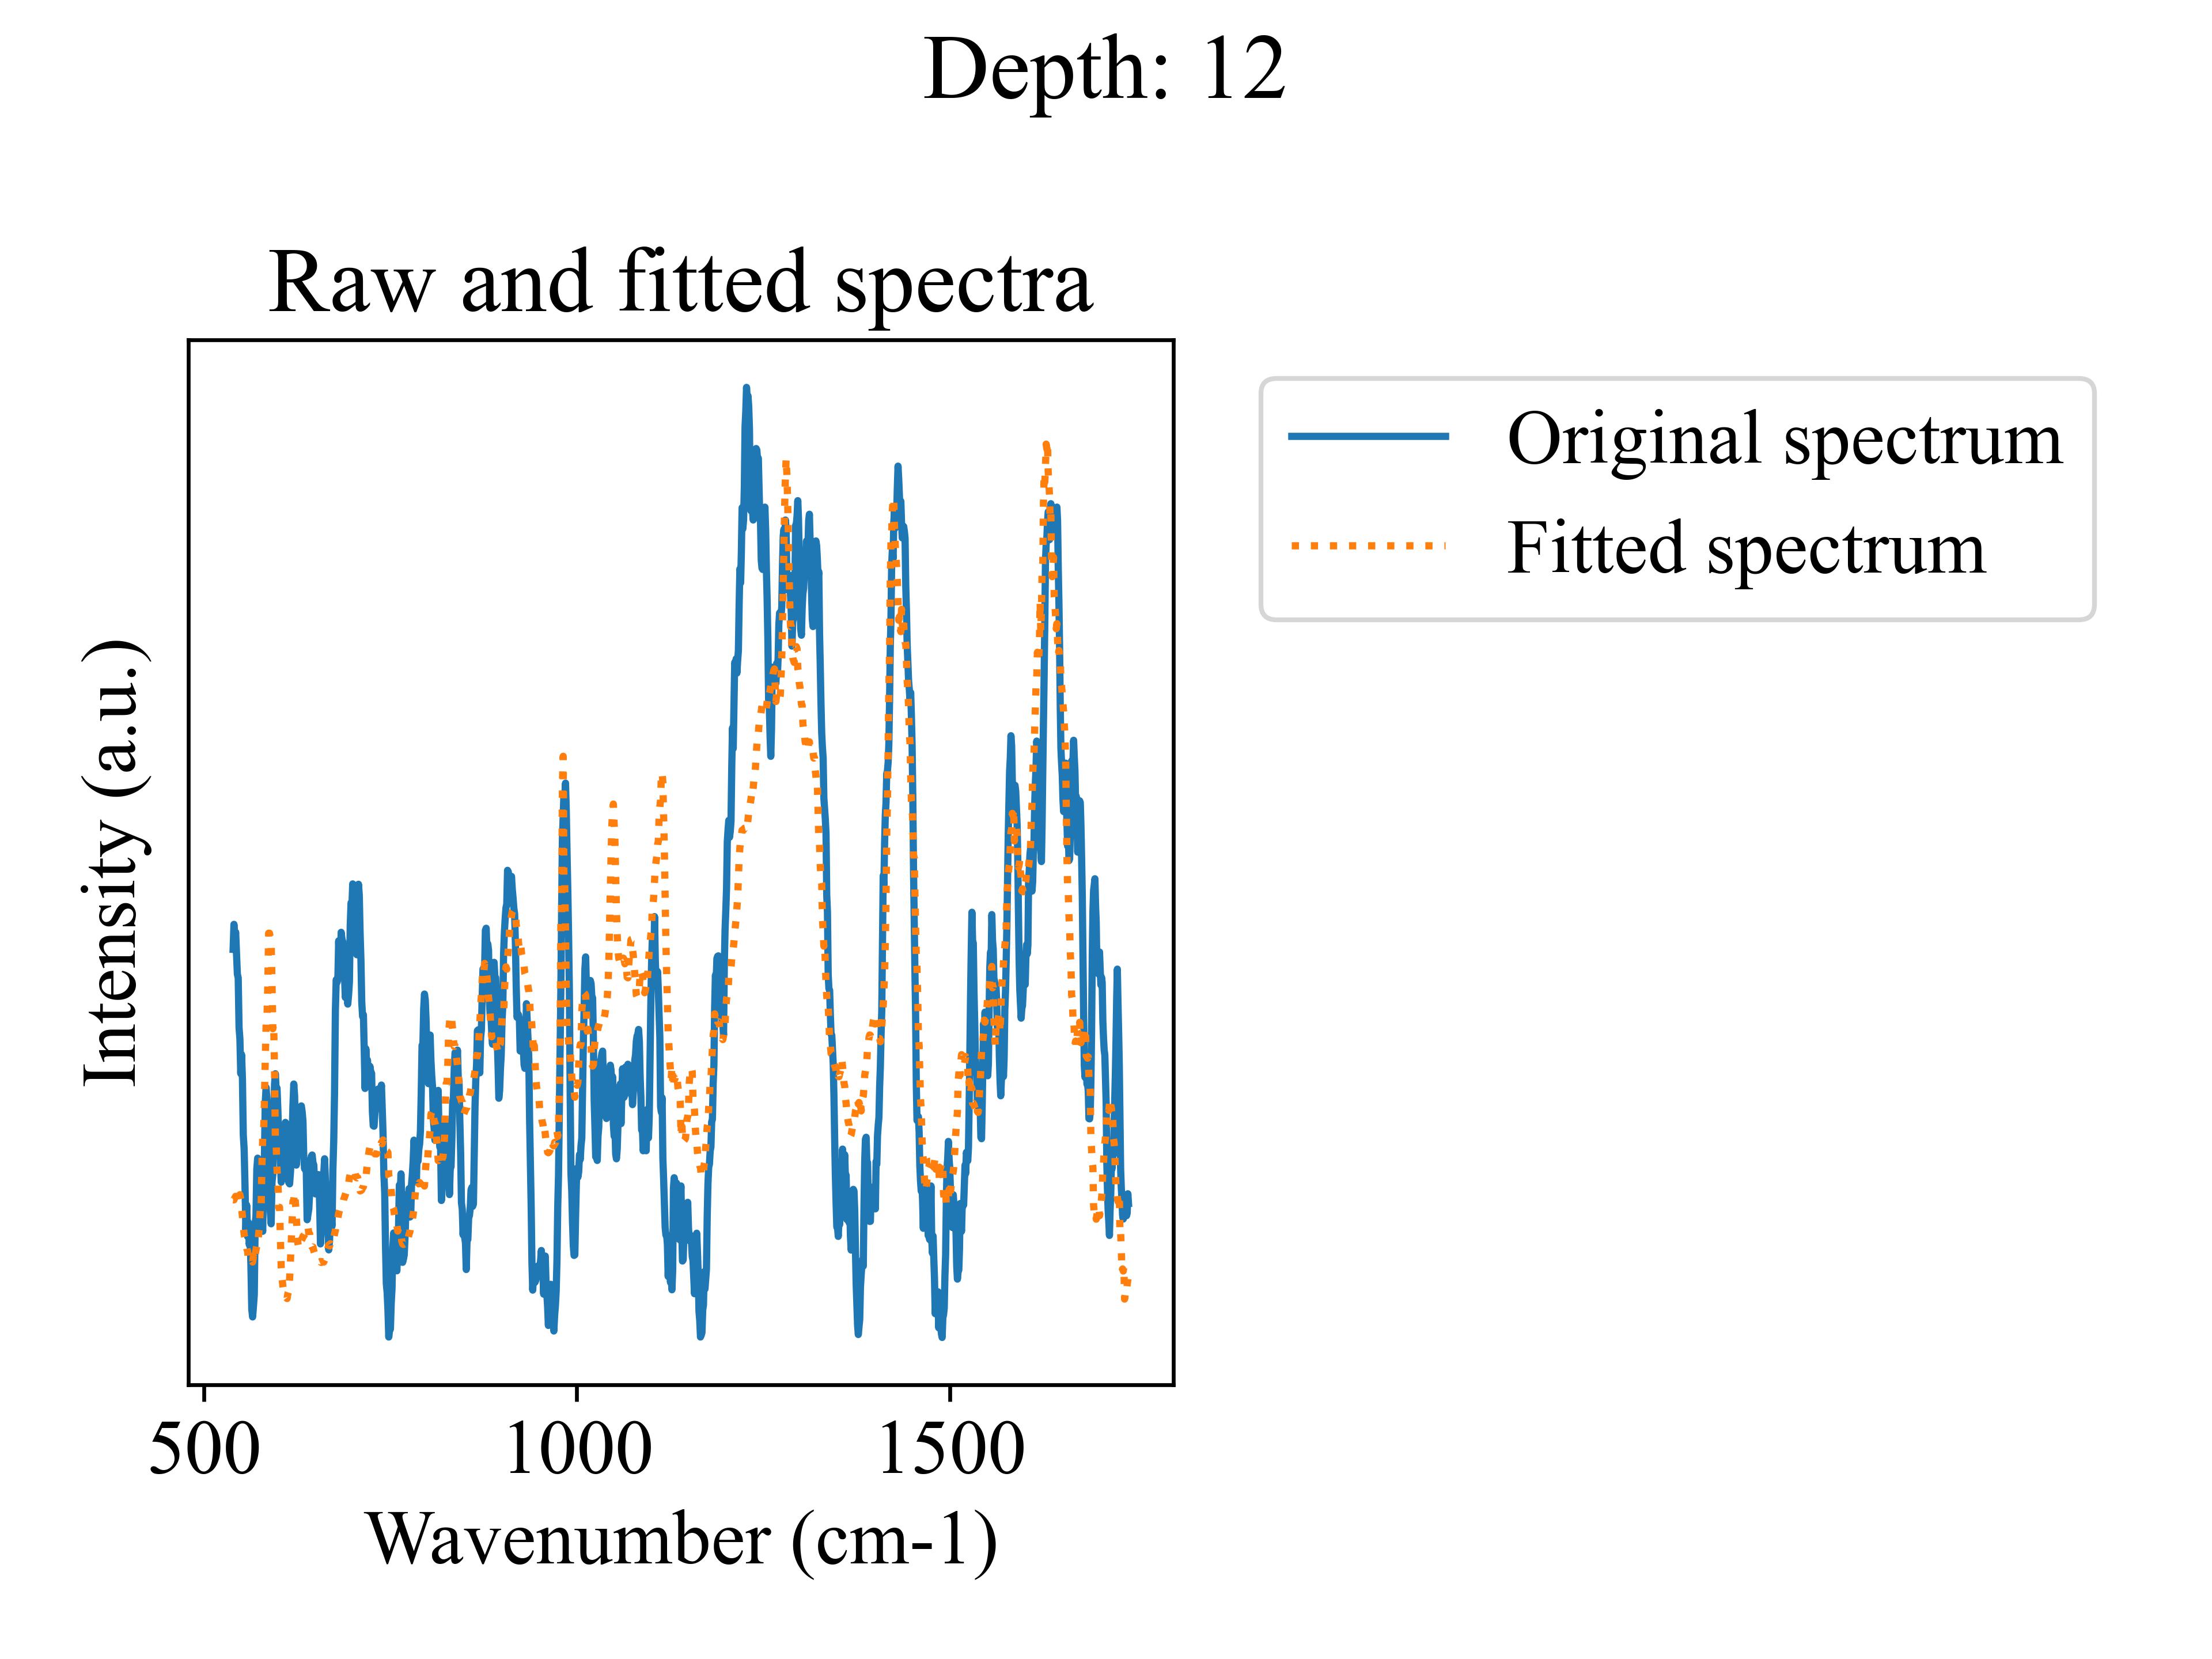 Depth: 12
Raw and fitted spectra
Original spectrum
Fitted spectrum
Intensity (a.u.)
500 1000 1500
Wavenumber (cm-1)